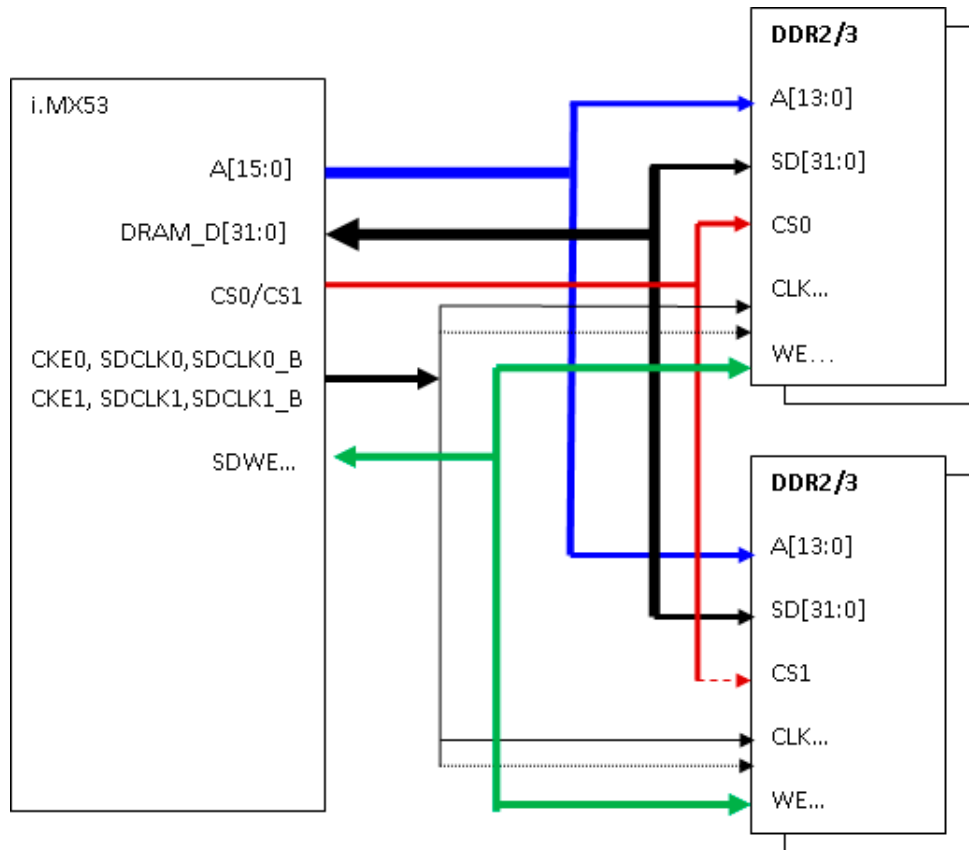 i.MX53
A[15:0]
DRAM_D[31:0]
CS0/CS1
CKE0, SDCLK0,SDCLK0_B
CKE1, SDCLK1,SDCLK1_B
SDWE...
DDR2/3
A[13:0]
SD[31:0]
CS0
CLK...
WE...
DDR2/3
A[13:0]
SD[31:0]
CS1
CLK...
WE...